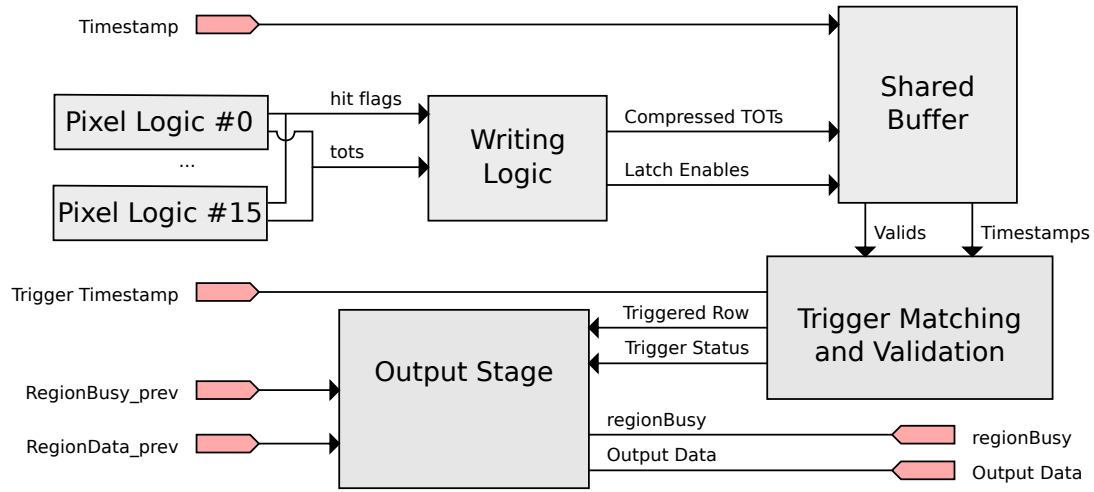 Timestamp
Shared
Buffer
hit flags
Pixel Logic #0
Compressed TOTs
Writing
Logic
...
tots
Latch Enables
Pixel Logic #15
Valids
Timestamps
Trigger Timestamp
Triggered Row
Trigger Matching
and Validation
Trigger Status
Output Stage
RegionBusy_prev
regionBusy
regionBusy
RegionData_prev
Output Data
Output Data